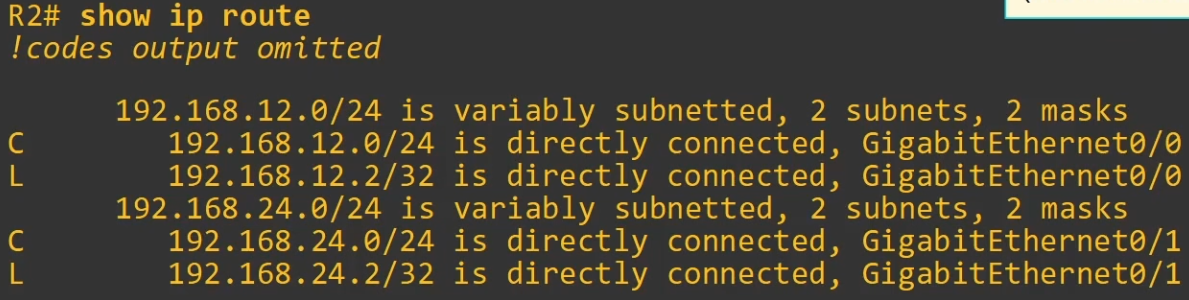 R2# show ip route
!codes output omitted
192.168.12.0/24 is variably subnetted, 2 subnets, 2 masks
C 192.168.12.0/24 is directly connected, GigabitEthernet0/0
L 192.168.12.2/32 is directly connected, GigabitEthernet0/0
192.168.24.0/24 is variably subnetted, 2 subnets, 2 masks
C 192.168.24.0/24 is directly connected, GigabitEthernet0/1
L 192.168.24.2/32 is directly connected, GigabitEthernet0/1